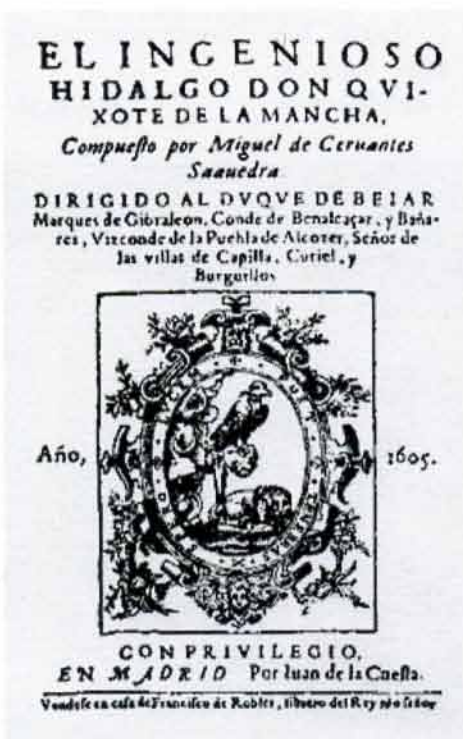 EL INGENIOSO
HIDALGO DON QVI-
XOTE DE LA MANCHA,
Compuesto por Miguel de Ceruantes
Saauedra
DIRIGIDO AL DVQVE DE BEIAR
Marques de Gibraleon, Conde de Benalcaçar, y Baña-
res, Vizconde de la Puebla de Alcozer, Señor de
las villas de Capilla, Curiel, y
Burguillos
Año, 1605.
CON PRIVILEGIO,
EN MADRID Por Iuan de la Cuesta.
Vendese en casa de Francisco de Robles, librero del Rey nro señor